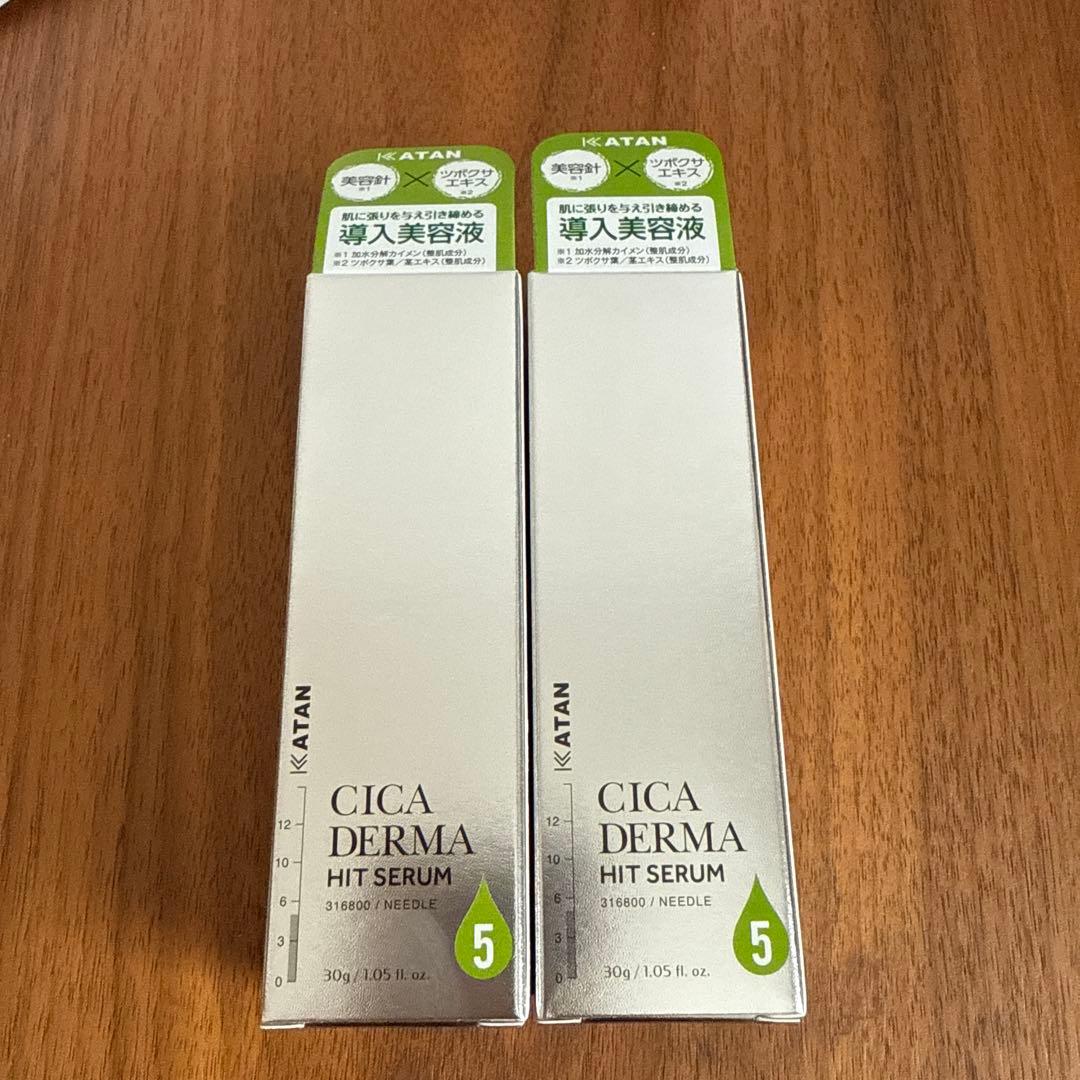 KATAN
美容針
※1
×
ツボクサ
エキス
※2
肌に張りを与え引き締める
導入美容液
※1 加水分解カイメン(整肌成分)
※2 ツボクサ葉/茎エキス(整肌成分)
KATAN
12
10
6
3
0
CICA
DERMA
HIT SERUM
316800 / NEEDLE
5
30g / 1.05 fl. oz.
KATAN
美容針
※1
×
ツボクサ
エキス
※2
肌に張りを与え引き締める
導入美容液
※1 加水分解カイメン(整肌成分)
※2 ツボクサ葉/茎エキス(整肌成分)
KATAN
12
10
6
3
0
CICA
DERMA
HIT SERUM
316800 / NEEDLE
5
30g / 1.05 fl. oz.